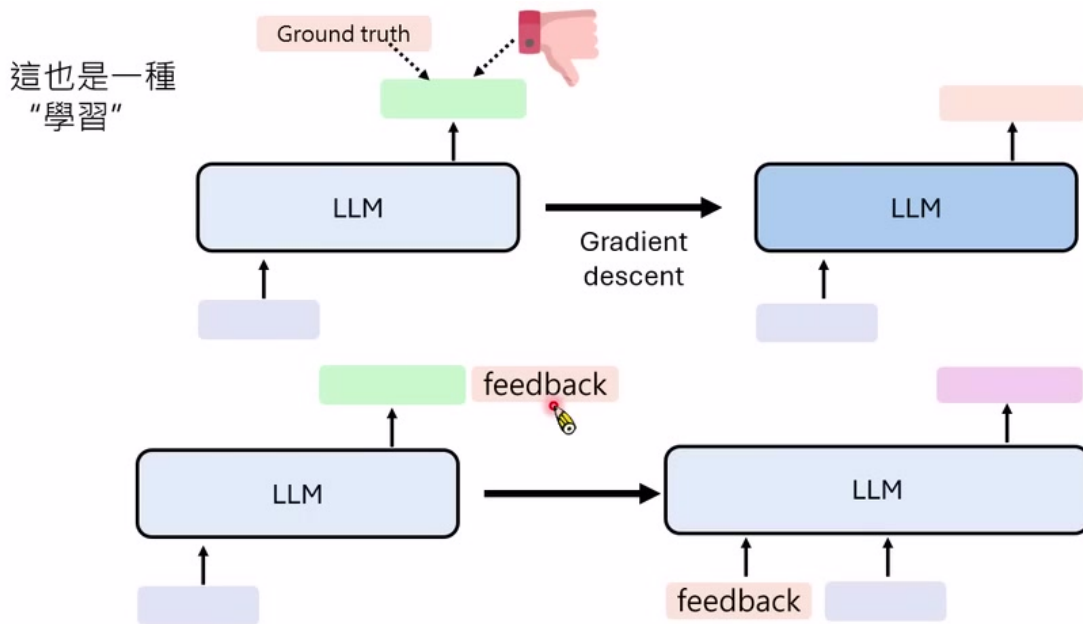 Ground truth
這也是一種
“學習”
LLM
Gradient
descent
LLM
feedback
LLM
LLM
feedback